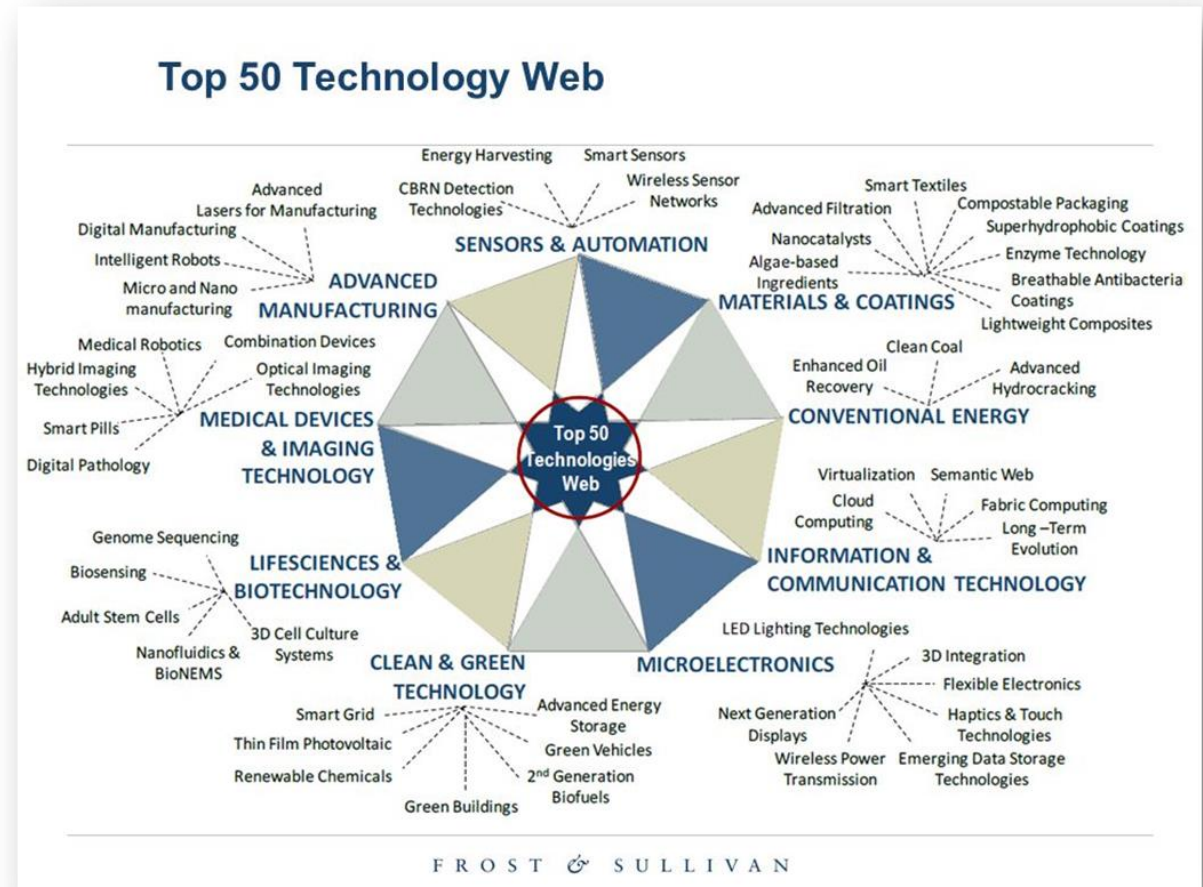 Top 50 Technology Web
Energy Harvesting
Smart Sensors
CBRN Detection
Technologies
Wireless Sensor
Networks
SENSORS & AUTOMATION
Advanced
Lasers for Manufacturing
Digital Manufacturing
Intelligent Robots
Micro and Nano
manufacturing
ADVANCED
MANUFACTURING
Smart Textiles
Advanced Filtration
Compostable Packaging
Nanocatalysts
Superhydrophobic Coatings
Algae-based
Ingredients
Enzyme Technology
Breathable Antibacteria
Coatings
Lightweight Composites
MATERIALS & COATINGS
Medical Robotics
Combination Devices
Hybrid Imaging
Technologies
Optical Imaging
Technologies
Smart Pills
Digital Pathology
MEDICAL DEVICES
& IMAGING
TECHNOLOGY
Clean Coal
Enhanced Oil
Recovery
Advanced
Hydrocracking
CONVENTIONAL ENERGY
Top 50
Technologies
Web
Virtualization
Semantic Web
Cloud
Computing
Fabric Computing
Long –Term
Evolution
INFORMATION &
COMMUNICATION TECHNOLOGY
Genome Sequencing
Biosensing
Adult Stem Cells
Nanofluidics &
BioNEMS
3D Cell Culture
Systems
LIFESCIENCES &
BIOTECHNOLOGY
LED Lighting Technologies
3D Integration
Flexible Electronics
Haptics & Touch
Technologies
Next Generation
Displays
Wireless Power
Transmission
Emerging Data Storage
Technologies
MICROELECTRONICS
CLEAN & GREEN
TECHNOLOGY
Smart Grid
Thin Film Photovoltaic
Renewable Chemicals
Green Buildings
Advanced Energy
Storage
Green Vehicles
2nd Generation
Biofuels
FROST & SULLIVAN